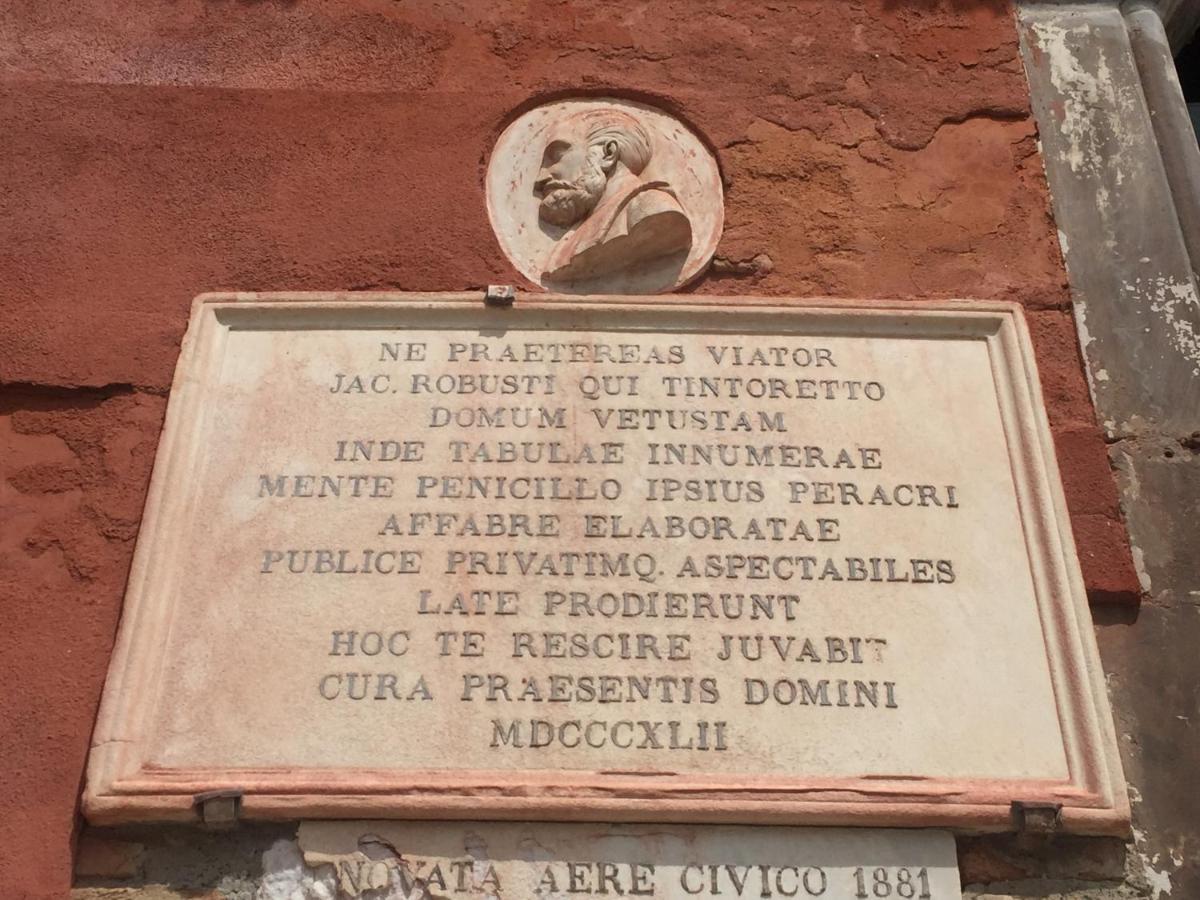 NE PRAETEREAS VIATOR
JAC. ROBUSTI QUI TINTORETTO
DOMUM VETUSTAM
INDE TABULAE INNUMERAE
MENTE PENICILLO IPSIUS PERACRI
AFFABRE ELABORATAE
PUBLICE PRIVATIMQ. ASPECTABILES
LATE PRODIERUNT
HOC TE RESCIRE JUVABIT
CURA PRAESENTIS DOMINI
MDCCCXLII
NOVATA AERE CIVICO 1881